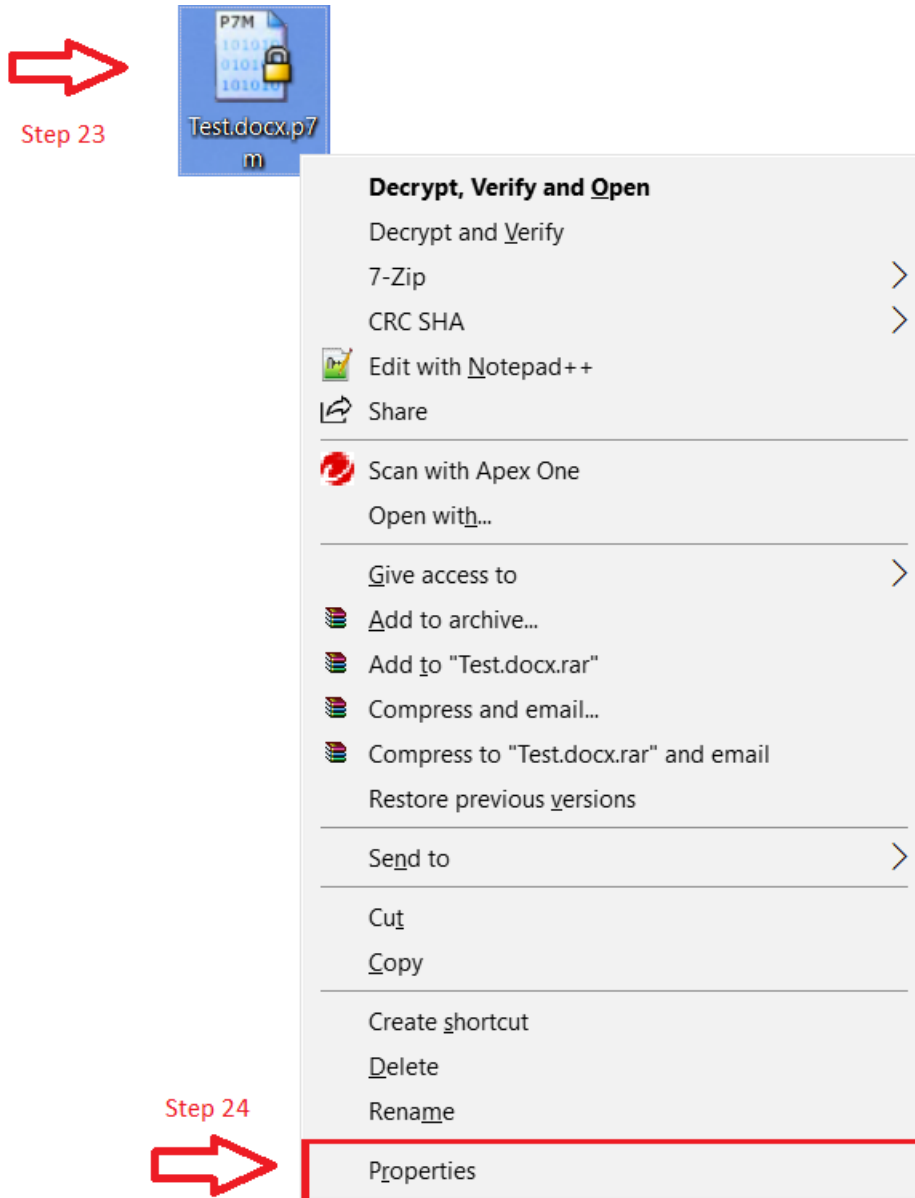 P7M
10101
0101
10101
Step 23
Test.docx.p7
m
Decrypt, Verify and Open
Decrypt and Verify
7-Zip
CRC SHA
Edit with Notepad++
Share
Scan with Apex One
Open with...
Give access to
Add to archive...
Add to "Test.docx.rar"
Compress and email...
Compress to "Test.docx.rar" and email
Restore previous versions
Send to
Cut
Copy
Create shortcut
Delete
Rename
Step 24
Properties